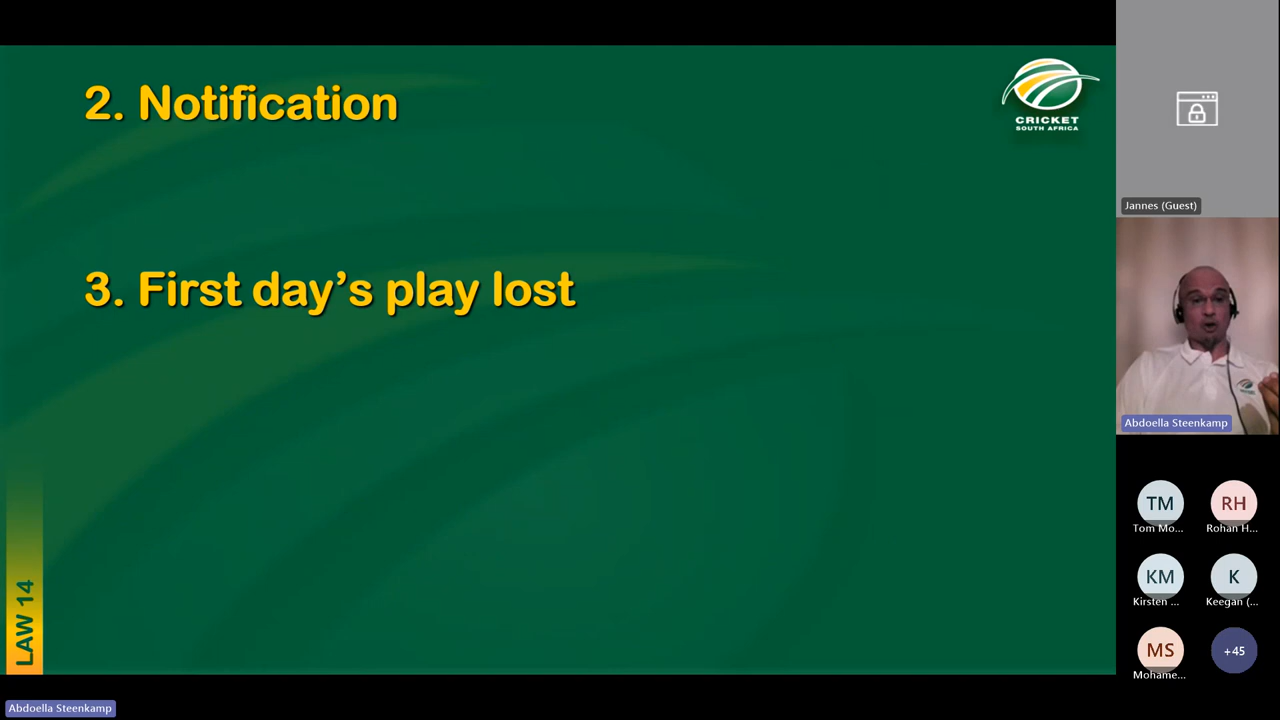 2. Notification
CRICKET
SOUTH AFRICA
3. First day's play lost
LAW 14
Abdoella Steenkamp
Jannes (Guest)
Abdoella Steenkamp
TM
Tom Mo...
RH
Rohan H...
KM
Kirsten ...
K
Keegan (...
MS
Mohame...
+45